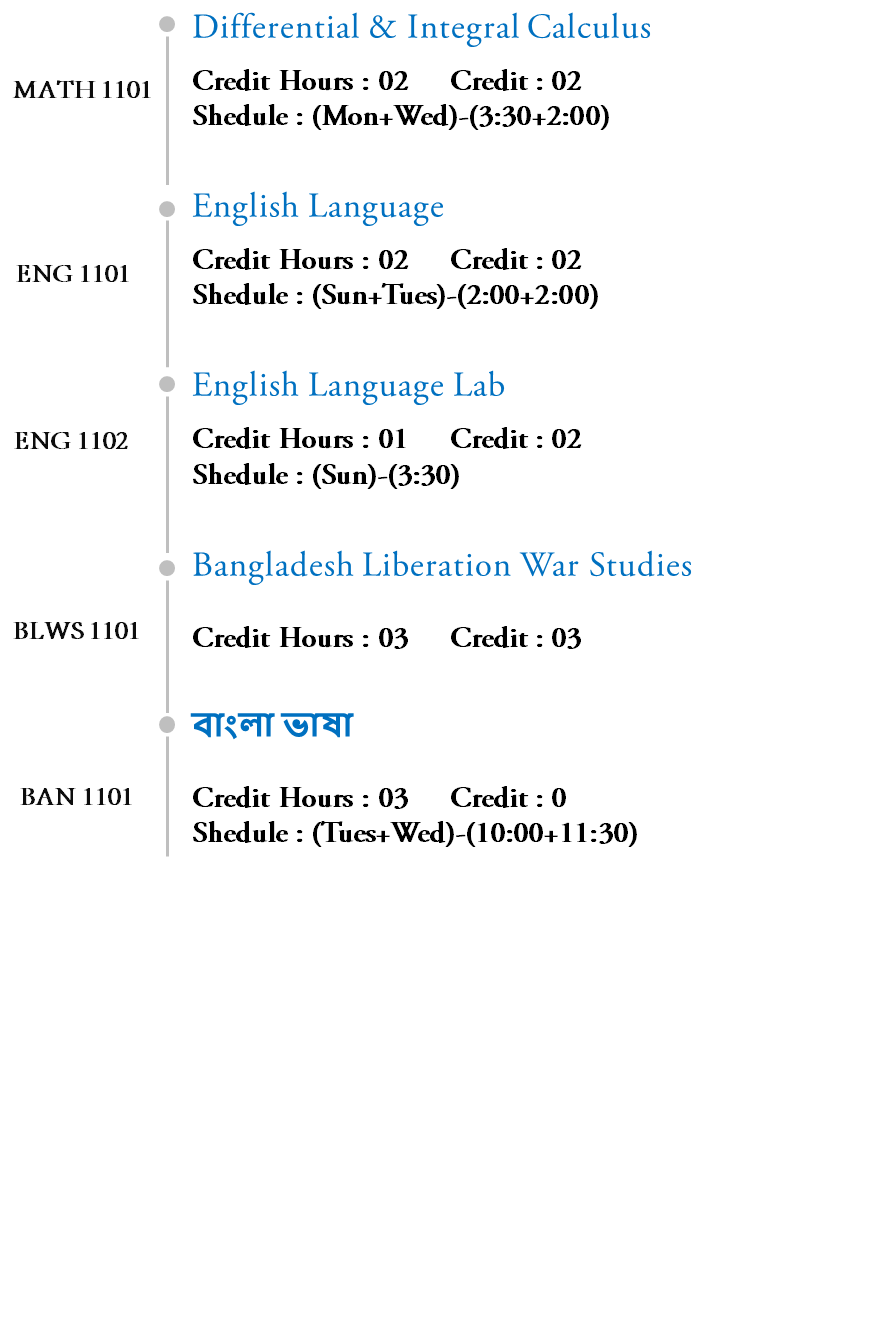 Differential & Integral Calculus
MATH 1101
Credit Hours : 02 Credit : 02
Shedule : (Mon+Wed)-(3:30+2:00)
English Language
ENG 1101
Credit Hours : 02 Credit : 02
Shedule : (Sun+Tues)-(2:00+2:00)
English Language Lab
ENG 1102
Credit Hours : 01 Credit : 02
Shedule : (Sun)-(3:30)
Bangladesh Liberation War Studies
BLWS 1101
Credit Hours : 03 Credit : 03
বাংলা ভাষা
BAN 1101
Credit Hours : 03 Credit : 0
Shedule : (Tues+Wed)-(10:00+11:30)